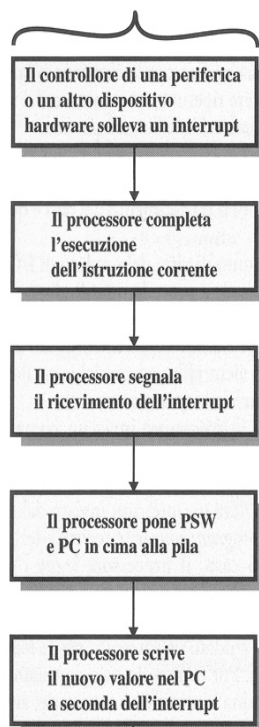 Il controllore di una periferica
o un altro dispositivo
hardware solleva un interrupt
Il processore completa
l'esecuzione
dell'istruzione corrente
Il processore segnala
il ricevimento dell'interrupt
Il processore pone PSW
e PC in cima alla pila
Il processore scrive
il nuovo valore nel PC
a seconda dell'interrupt